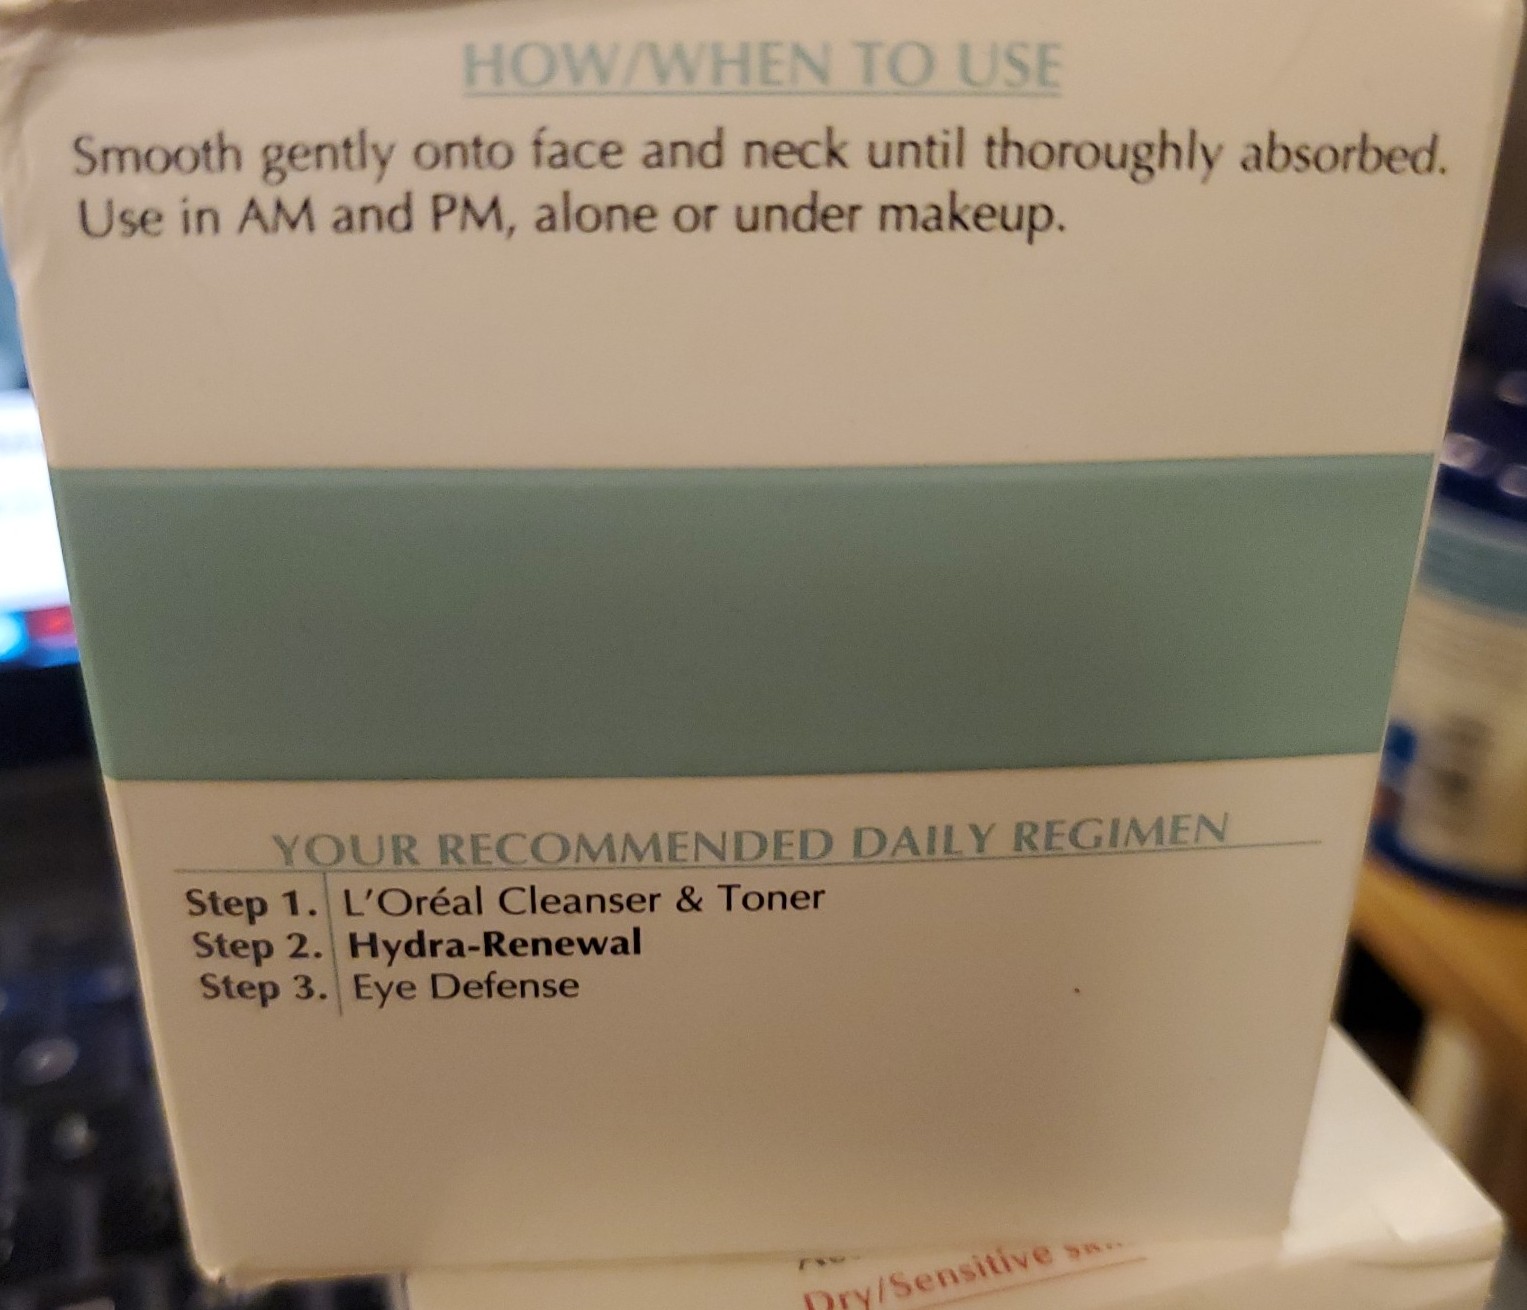 HOW/WHEN TO USE
Smooth gently onto face and neck until thoroughly absorbed.
Use in AM and PM, alone or under makeup.
YOUR RECOMMENDED DAILY REGIMEN
Step 1. L'Oréal Cleanser & Toner
Step 2. Hydra-Renewal
Step 3. Eye Defense
Dry/Sensitive